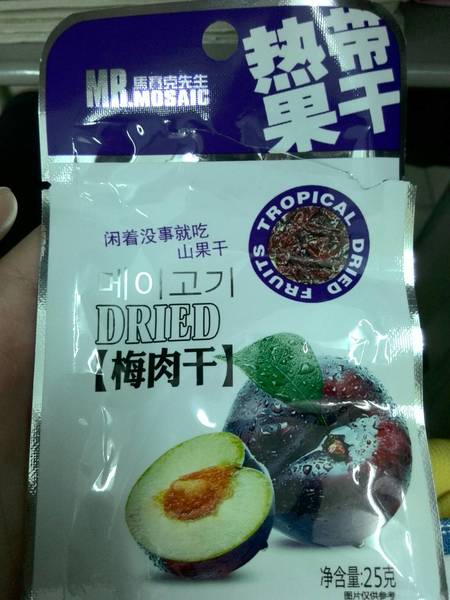 热带
果干
MR.馬賽克先生
MOSAIC
TROPICAL DRIED FRUITS
闲着没事就吃
山果干
메이고기
DRIED
【梅肉干】
净含量:25克
图片仅供参考